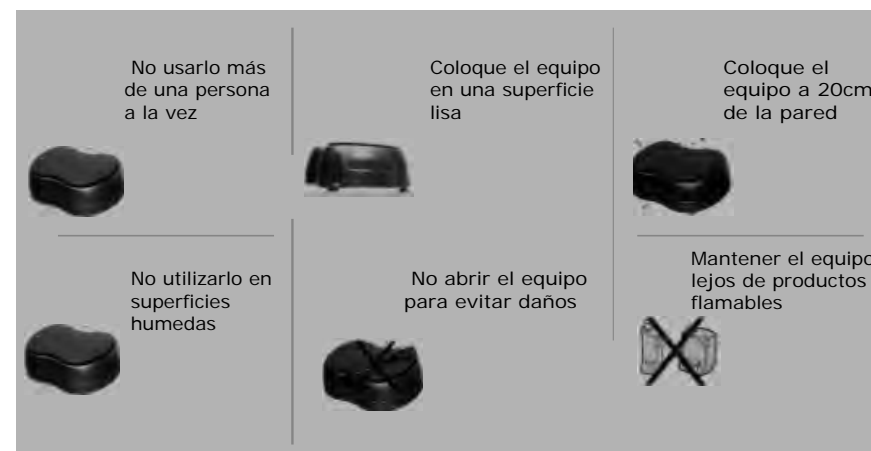 No usarlo más
de una persona
a la vez
Coloque el equipo
en una superficie
lisa
Coloque el
equipo a 20cm
de la pared
No utilizarlo en
superficies
humedas
No abrir el equipo
para evitar daños
Mantener el equipo
lejos de productos
flamables